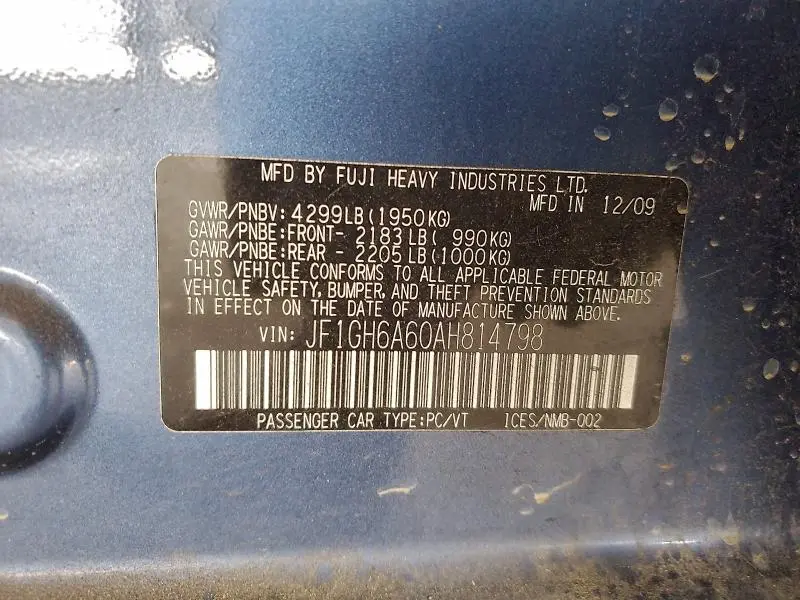 MFD BY FUJI HEAVY INDUSTRIES LTD.
MFD IN 12/09
GVWR/PNBV: 4299LB(1950KG)
GAWR/PNBE:FRONT- 2183LB( 990KG)
GAWR/PNBE:REAR - 2205LB(1000KG)
THIS VEHICLE CONFORMS TO ALL APPLICABLE FEDERAL MOTOR
VEHICLE SAFETY, BUMPER, AND THEFT PREVENTION STANDARDS
IN EFFECT ON THE DATE OF MANUFACTURE SHOWN ABOVE.
VIN: JF1GH6A60AH814798
H
PASSENGER CAR TYPE:PC/VT ICES/NMB-002